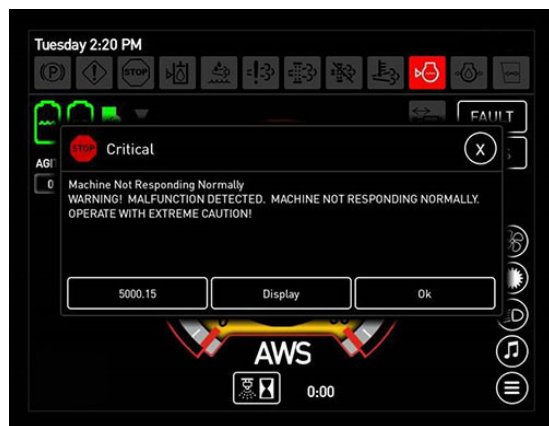 Tuesday 2:20 PM
P
STOP
FAULT
STOP Critical X
AGI
0
Machine Not Responding Normally
WARNING! MALFUNCTION DETECTED. MACHINE NOT RESPONDING NORMALLY.
OPERATE WITH EXTREME CAUTION!
5000.15 Display Ok
AWS
0:00